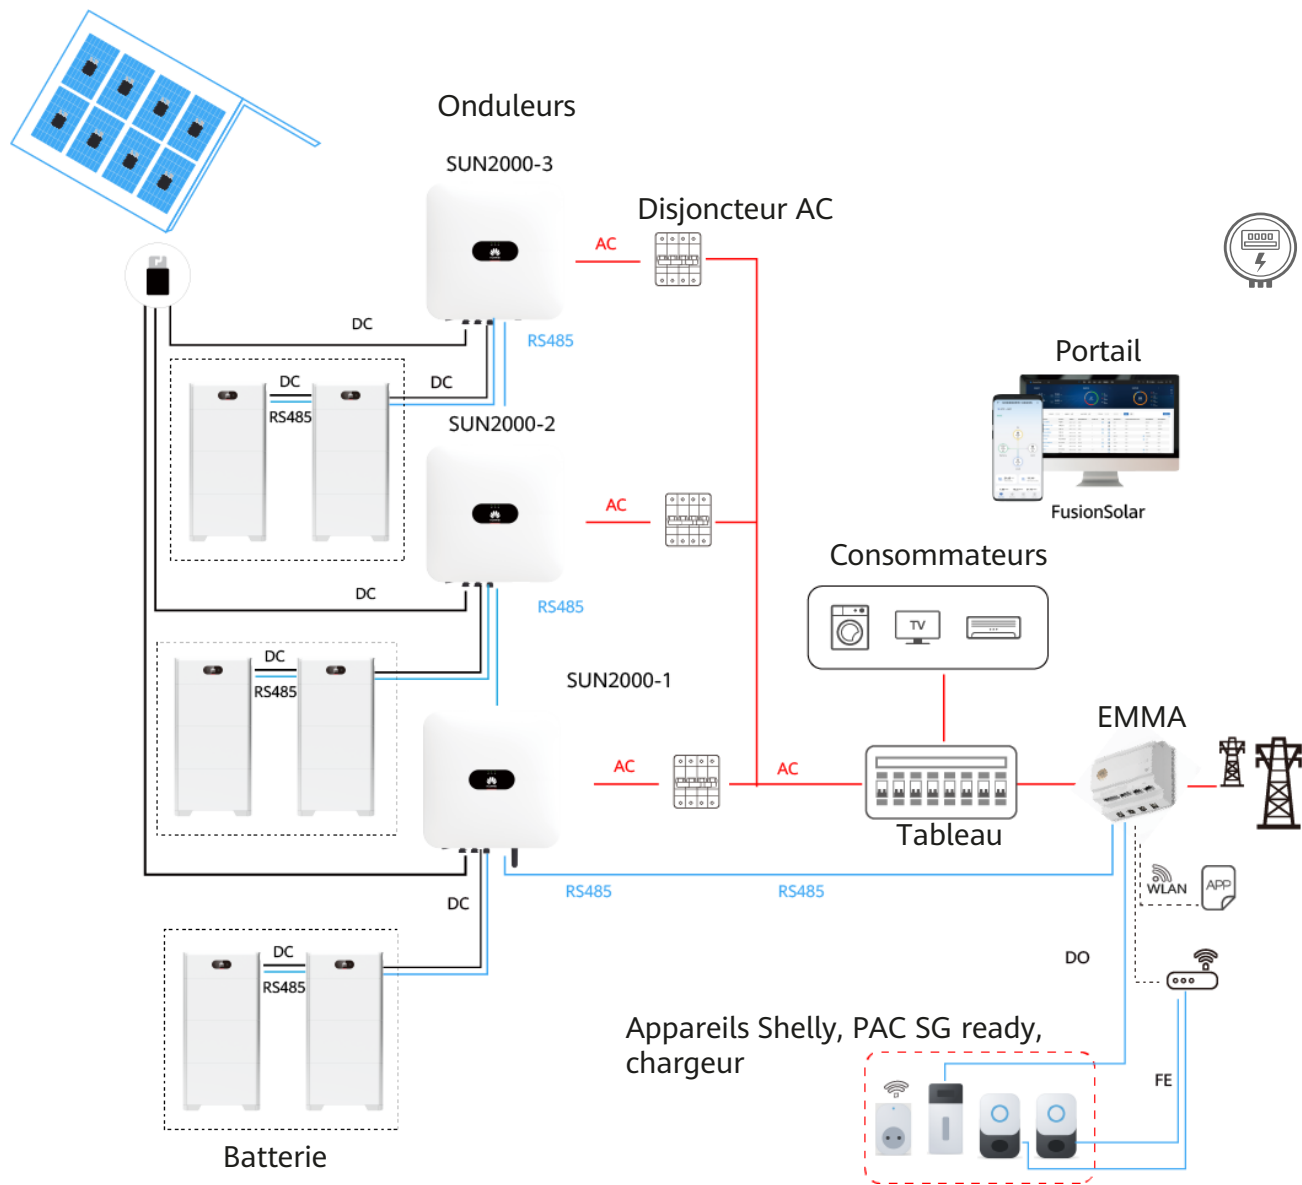 Onduleurs
SUN2000-3
Disjoncteur AC
AC
DC
RS485
DC
DC
RS485
Portail
FusionSolar
SUN2000-2
AC
DC
RS485
Consommateurs
TV
DC
RS485
SUN2000-1
EMMA
AC
AC
Tableau
RS485
RS485
WLAN
APP
DC
DC
RS485
DO
Appareils Shelly, PAC SG ready,
chargeur
FE
Batterie